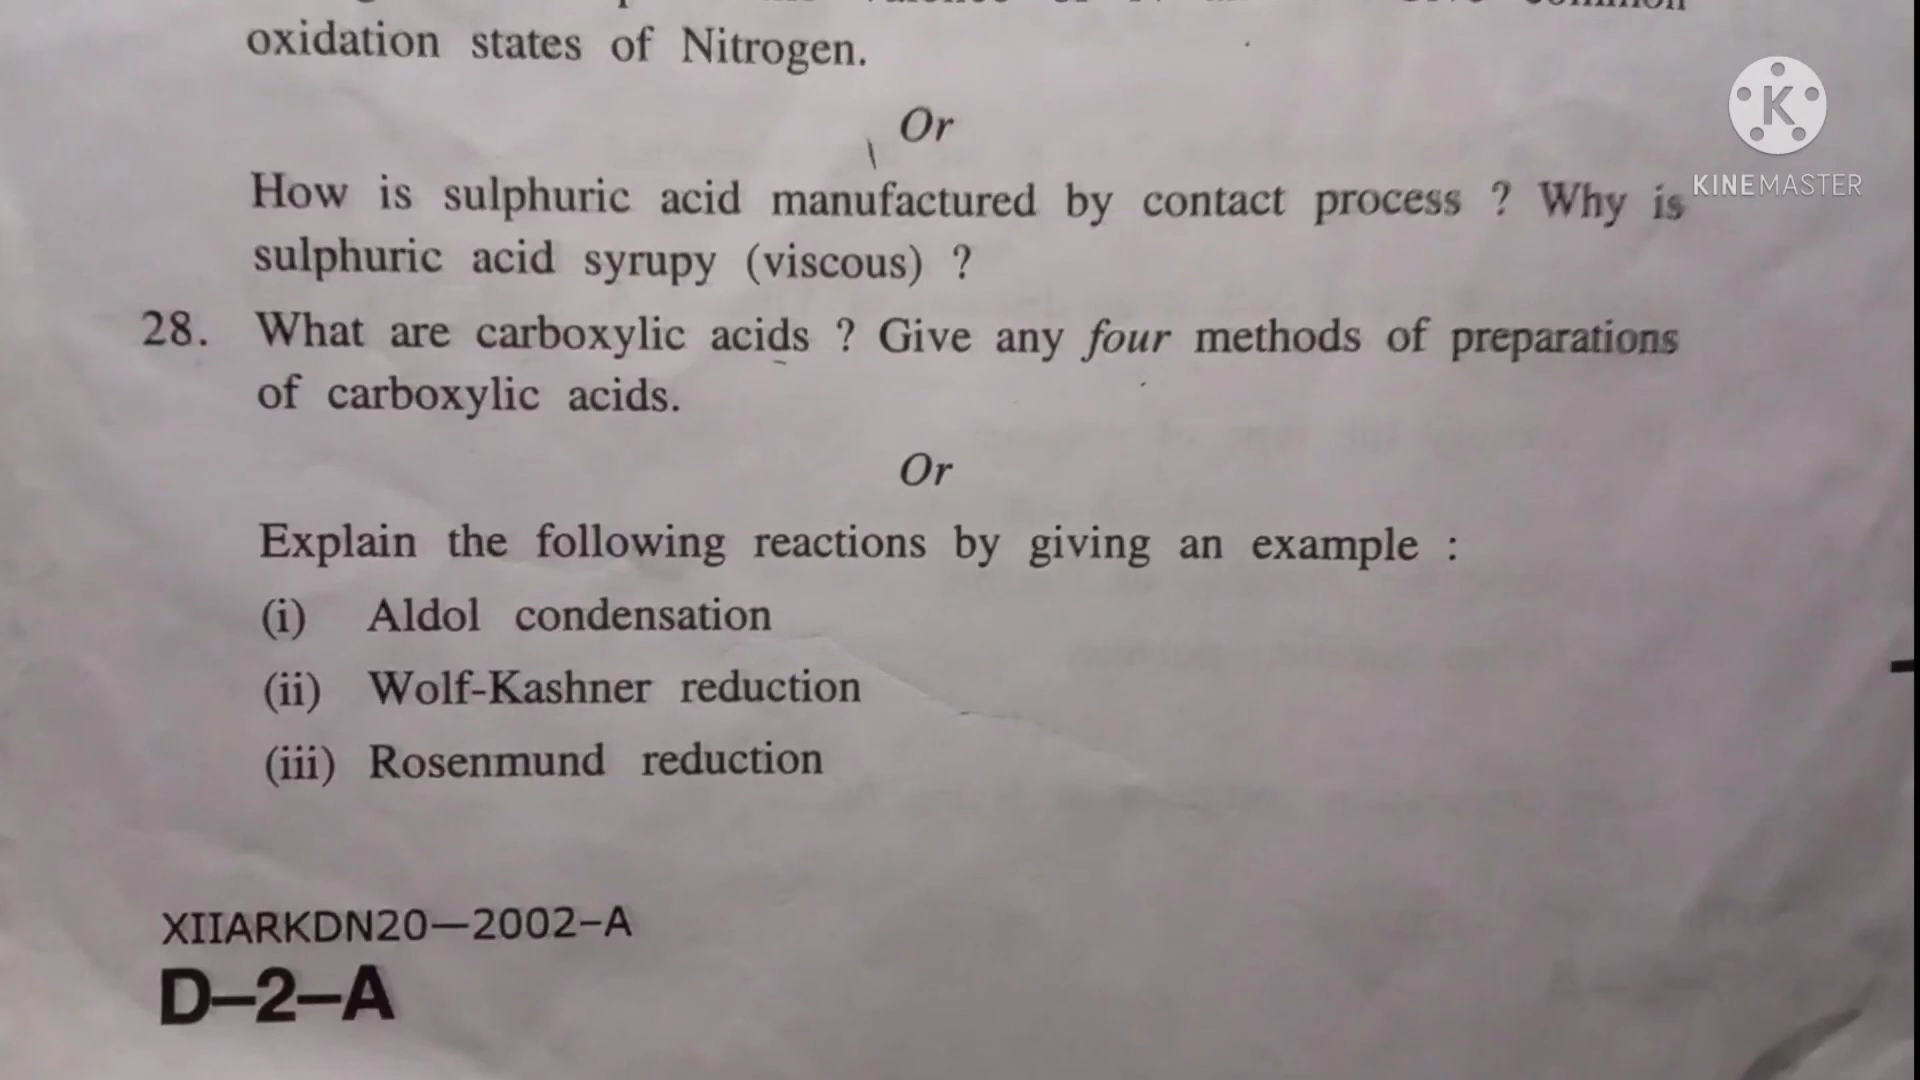 oxidation states of Nitrogen.
Or
How is sulphuric acid manufactured by contact process ? Why is
sulphuric acid syrupy (viscous) ?
28. What are carboxylic acids ? Give any four methods of preparations
of carboxylic acids.
Or
Explain the following reactions by giving an example :
(i) Aldol condensation
(ii) Wolf-Kashner reduction
(iii) Rosenmund reduction
XIIARKDN20—2002–A
D–2–A
K
KINEMASTER